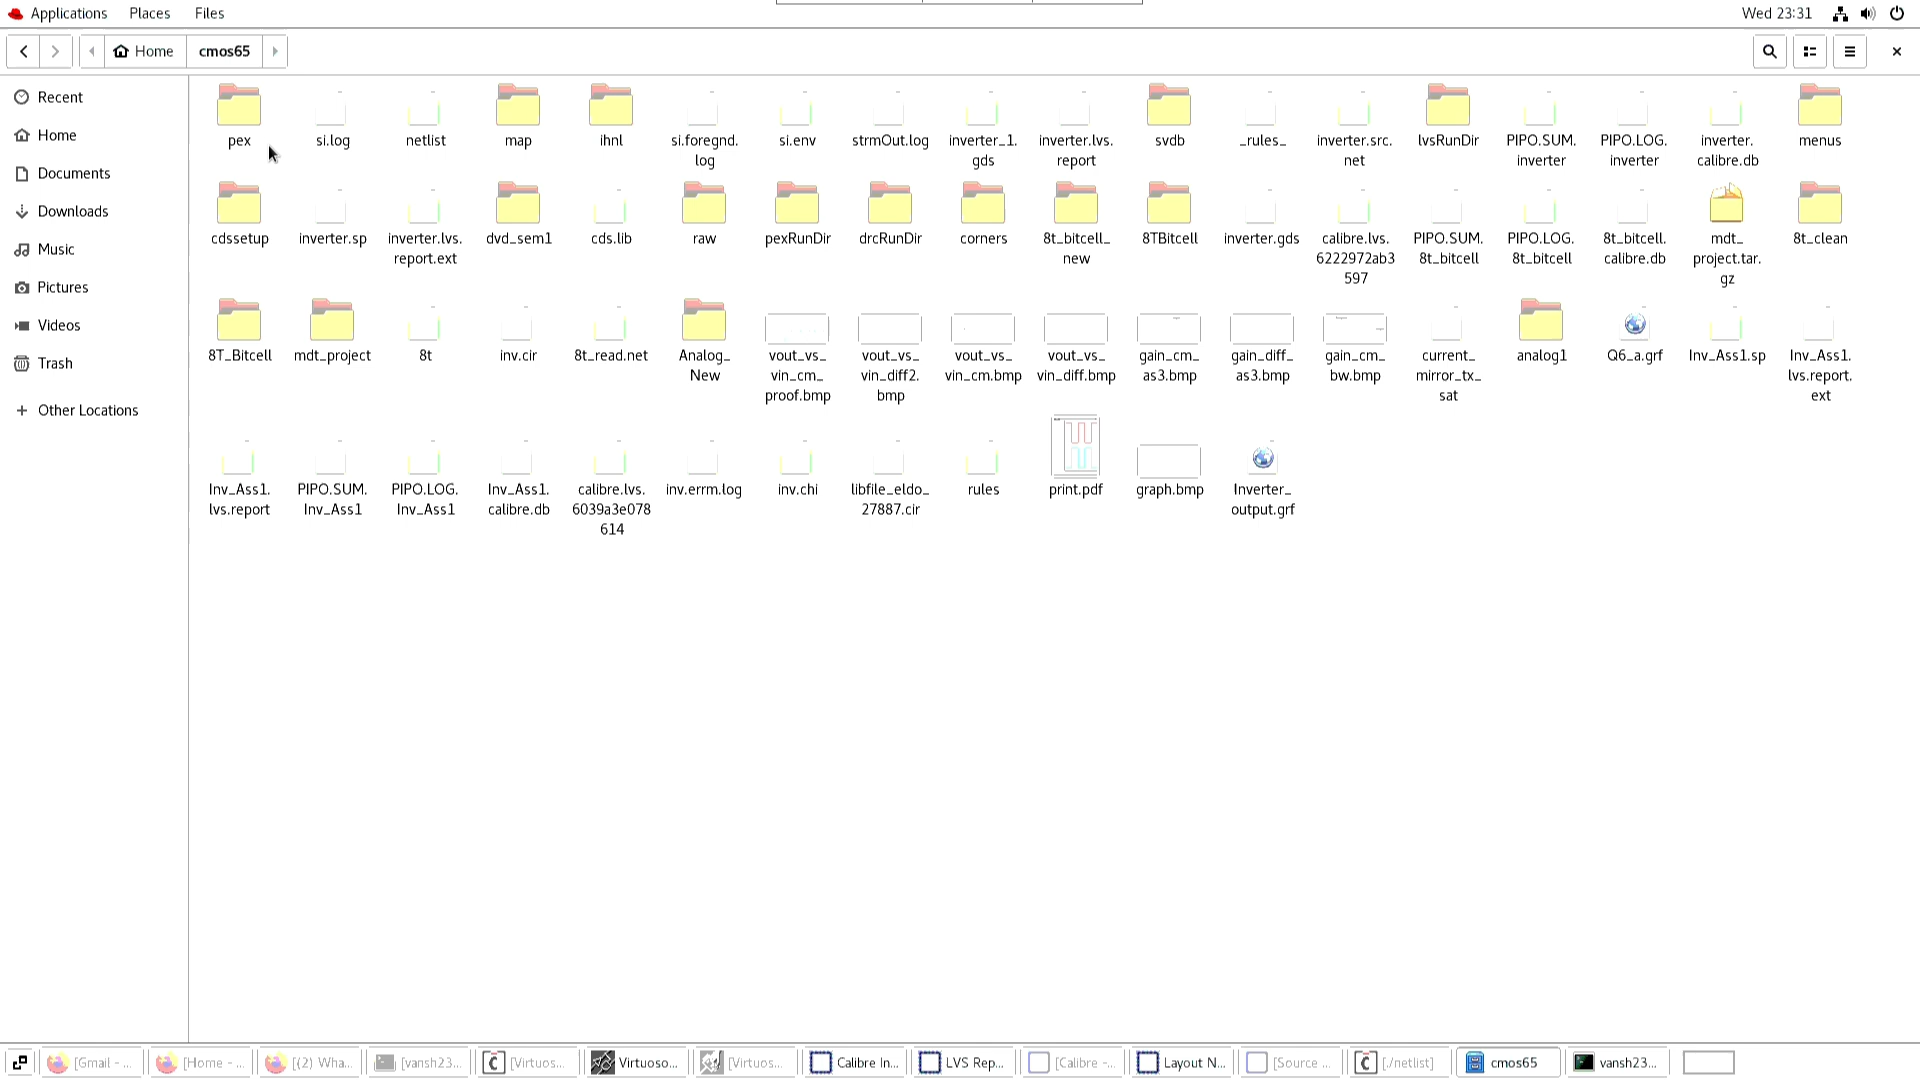 Applications Places Files Wed 23:31
Home cmos65
Recent
Home
Documents
Downloads
Music
Pictures
Videos
Trash
Other Locations
pex si.log netlist map ihnl si.foregnd. si.env strmOut.log inverter_1. inverter.lvs. svdb _rules_ inverter.src. lvsRunDir PIPO.SUM. PIPO.LOG. inverter. menus
log gds report net inverter inverter calibre.db
cdssetup inverter.sp inverter.lvs. dvd_sem1 cds.lib raw pexRunDir drcRunDir corners 8t_bitcell_ 8TBitcell inverter.gds calibre.lvs. PIPO.SUM. PIPO.LOG. 8t_bitcell. mdt_ 8t_clean
report.ext new 6222972ab3 8t_bitcell 8t_bitcell calibre.db project.tar.
597 gz
8T_Bitcell mdt_project 8t inv.cir 8t_read.net Analog_ vout_vs_ vout_vs_ vout_vs_ vout_vs_ gain_cm_ gain_diff_ gain_cm_ current_ analog1 Q6_a.grf Inv_Ass1.sp Inv_Ass1.
New vin_cm_ vin_diff2. vin_cm.bmp vin_diff.bmp as3.bmp as3.bmp bw.bmp mirror_tx_ lvs.report.
proof.bmp bmp sat ext
Inv_Ass1. PIPO.SUM. PIPO.LOG. Inv_Ass1. calibre.lvs. inv.errm.log inv.chi libfile_eldo_ rules print.pdf graph.bmp Inverter_
lvs.report Inv_Ass1 Inv_Ass1 calibre.db 6039a3e078 27887.cir output.grf
614
[Gmail - ... [Home - ... [(2) Wha... [vansh23... [Virtuos... Virtuoso... [Virtuos... Calibre In... LVS Rep... [Calibre -... Layout N... [Source ... [./netlist] cmos65 vansh23...